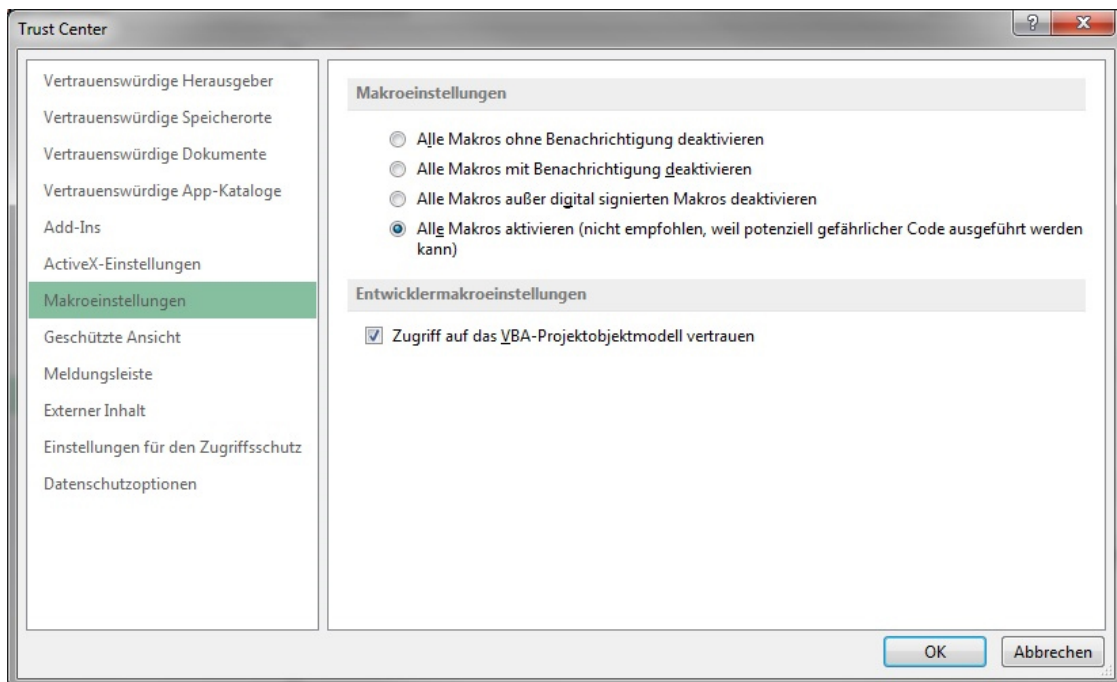 Trust Center
Vertrauenswürdige Herausgeber
Vertrauenswürdige Speicherorte
Vertrauenswürdige Dokumente
Vertrauenswürdige App-Kataloge
Add-Ins
ActiveX-Einstellungen
Makroeinstellungen
Geschützte Ansicht
Meldungsleiste
Externer Inhalt
Einstellungen für den Zugriffsschutz
Datenschutzoptionen
Makroeinstellungen
Alle Makros ohne Benachrichtigung deaktivieren
Alle Makros mit Benachrichtigung deaktivieren
Alle Makros außer digital signierten Makros deaktivieren
Alle Makros aktivieren (nicht empfohlen, weil potenziell gefährlicher Code ausgeführt werden
kann)
Entwicklermakroeinstellungen
Zugriff auf das VBA-Projektobjektmodell vertrauen
OK
Abbrechen